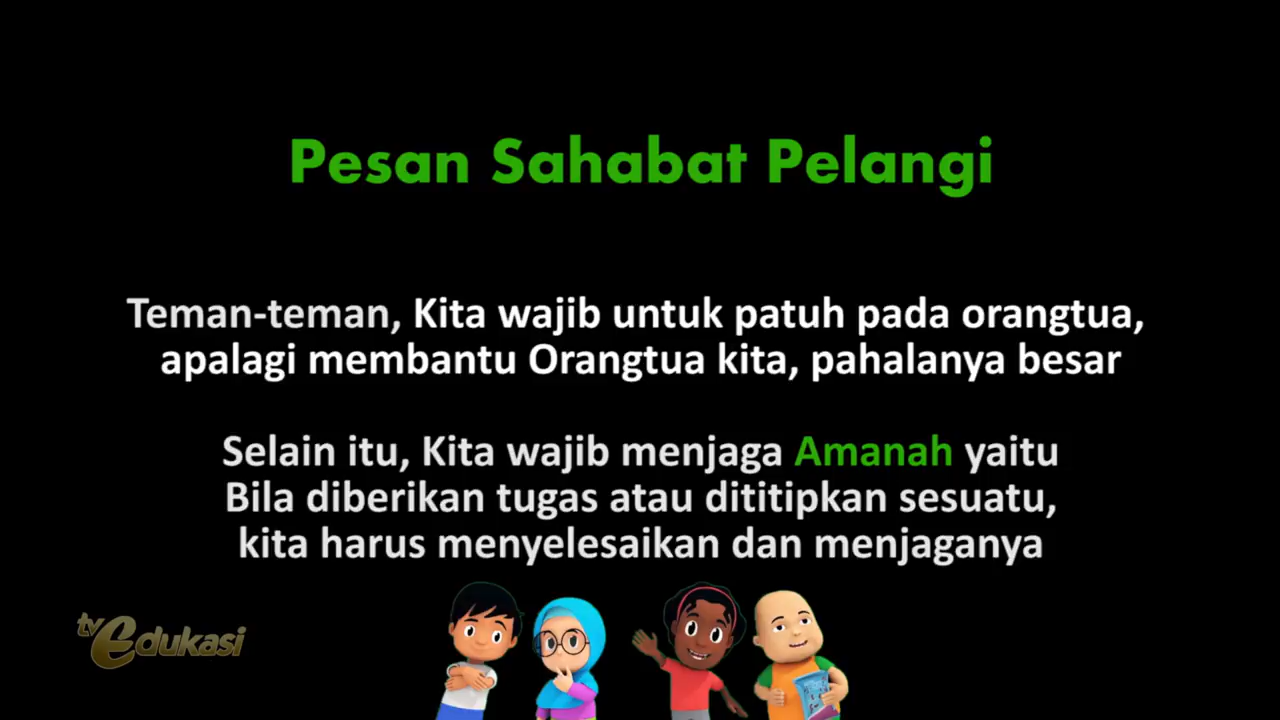 Pesan Sahabat Pelangi
Teman-teman, Kita wajib untuk patuh pada orangtua,
apalagi membantu Orangtua kita, pahalanya besar
Selain itu, Kita wajib menjaga Amanah yaitu
Bila diberikan tugas atau dititipkan sesuatu,
kita harus menyelesaikan dan menjaganya
tv edukasi